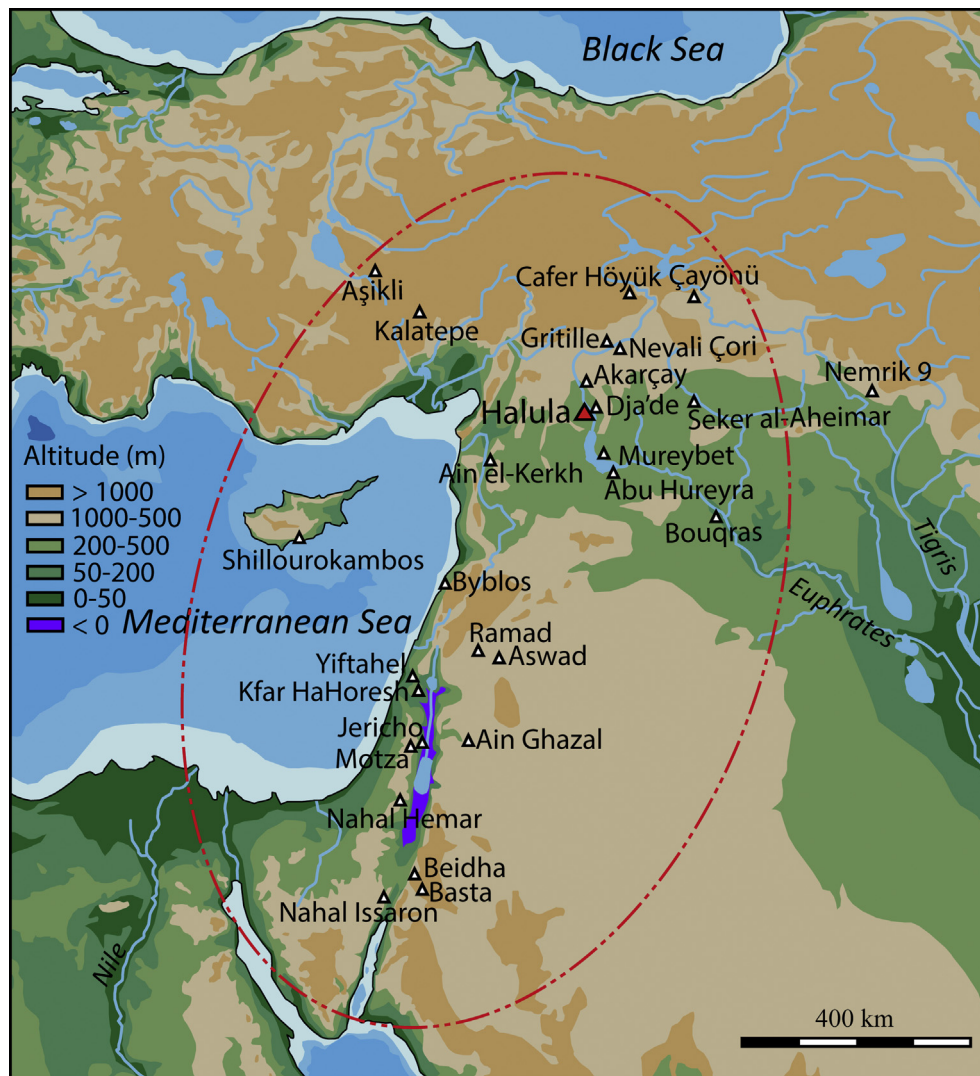 Black Sea
Cafer Höyük Çayönü
Aşikli
Kalatepe
Gritille
Nevali Çori
Akarçay
Nemrik 9
Halula
Dja'de
Seker al-Aheimar
Altitude (m)
> 1000
1000-500
200-500
50-200
0-50
< 0
Ain el-Kerkh
Mureybet
Abu Hureyra
Bouqras
Tigris
Shillourokambos
Byblos
Euphrates
Mediterranean Sea
Ramad
Aswad
Yiftahel
Kfar HaHoresh
Jericho
Motza
Ain Ghazal
Nahal Hemar
Beidha
Basta
Nahal Issaron
Nile
400 km